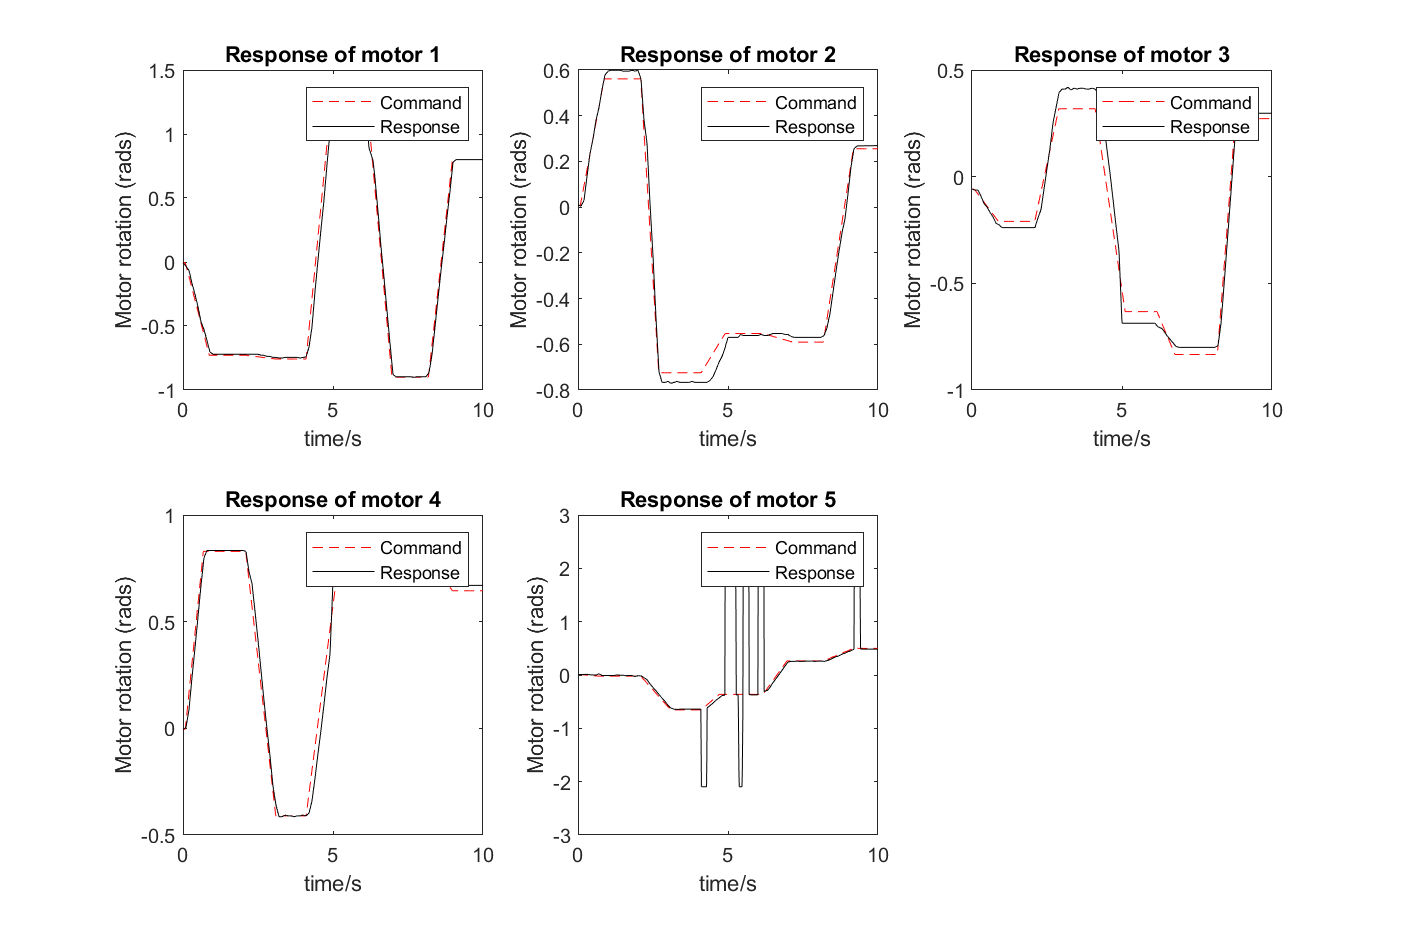 Response of motor 1
1.5
1
0.5
0
-0.5
-1
Motor rotation (rads)
Command
Response
0
5
10
time/s
Response of motor 2
0.6
0.4
0.2
0
-0.2
-0.4
-0.6
-0.8
Motor rotation (rads)
Command
Response
0
5
10
time/s
Response of motor 3
0.5
0
-0.5
-1
Motor rotation (rads)
Command
Response
0
5
10
time/s
Response of motor 4
1
0.5
0
-0.5
Motor rotation (rads)
Command
Response
0
5
10
time/s
Response of motor 5
3
2
1
0
-1
-2
-3
Motor rotation (rads)
Command
Response
0
5
10
time/s